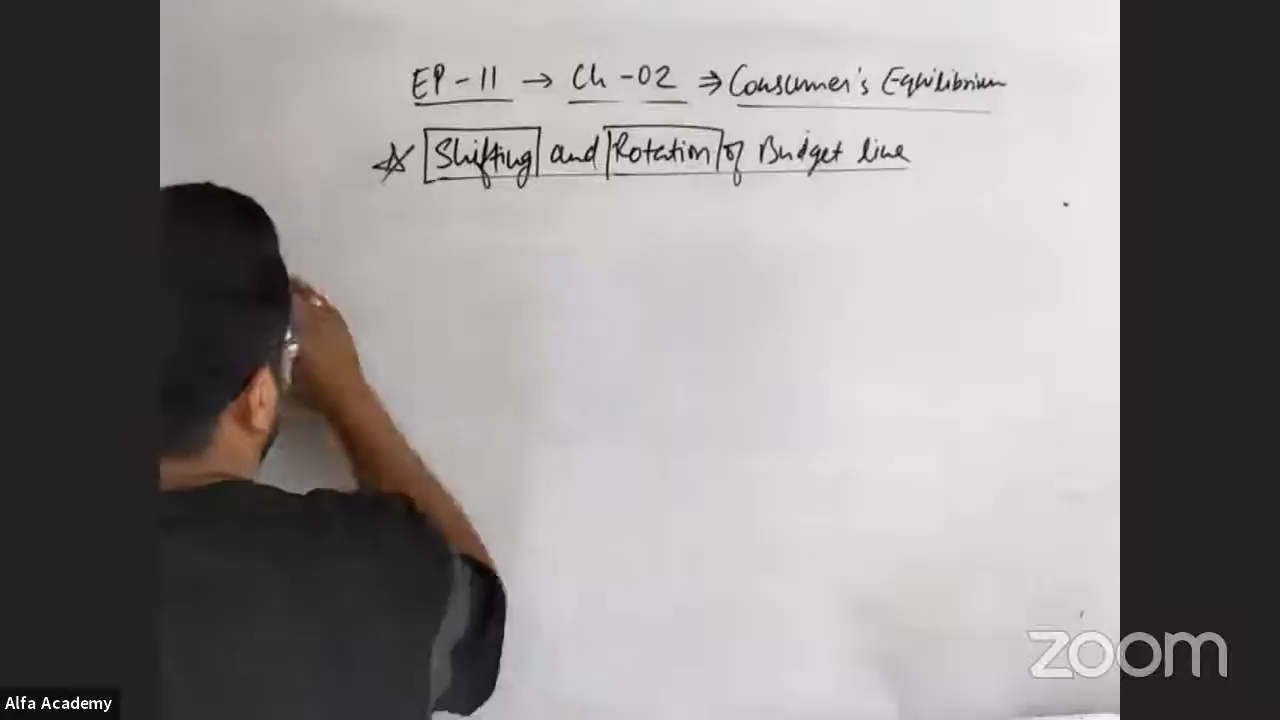 EP-11 → Ch-02 ⇒ Consumer's Equilibrium
☆ Shifting and Rotation of Budget line
zoom
Alfa Academy